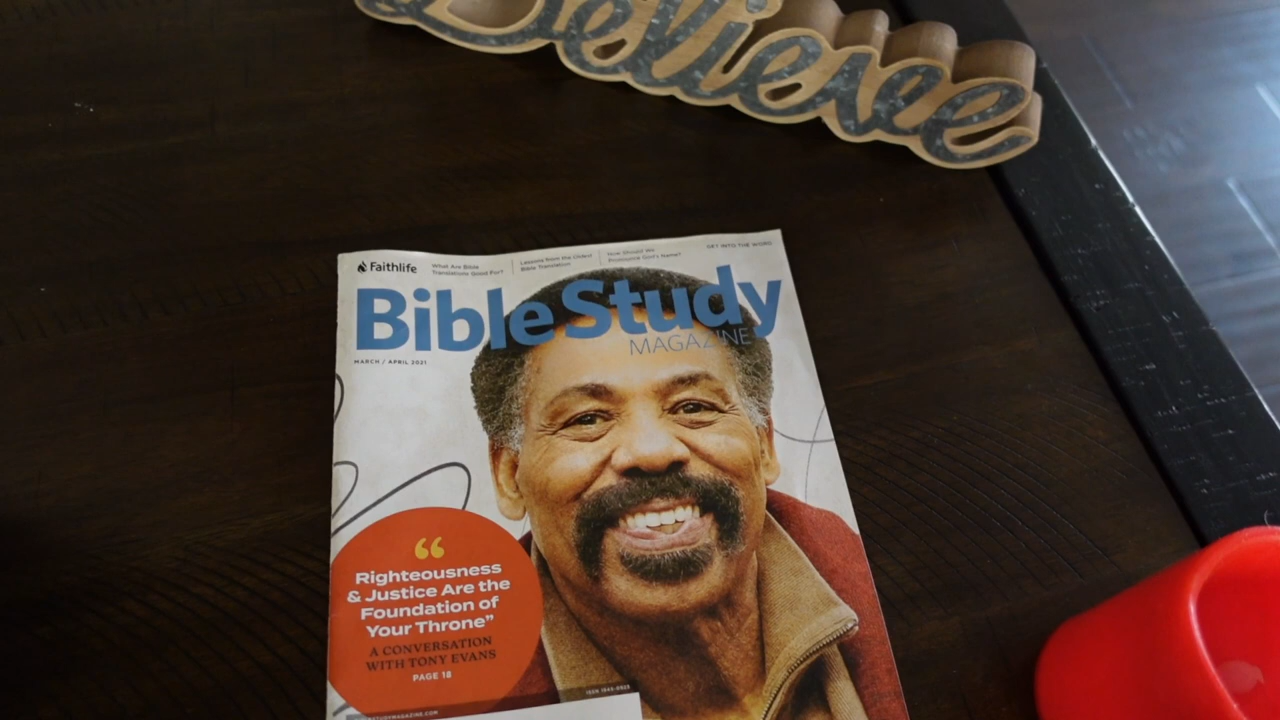 Believe
Faithlife
What Are Bible
Translations Good For?
Lessons from the Oldest
Bible Translation
How Should We
Pronounce God's Name?
GET INTO THE WORD
Bible Study
MAGAZINE
MARCH / APRIL 2021
“
Righteousness
& Justice Are the
Foundation of
Your Throne”
A CONVERSATION
WITH TONY EVANS
PAGE 18